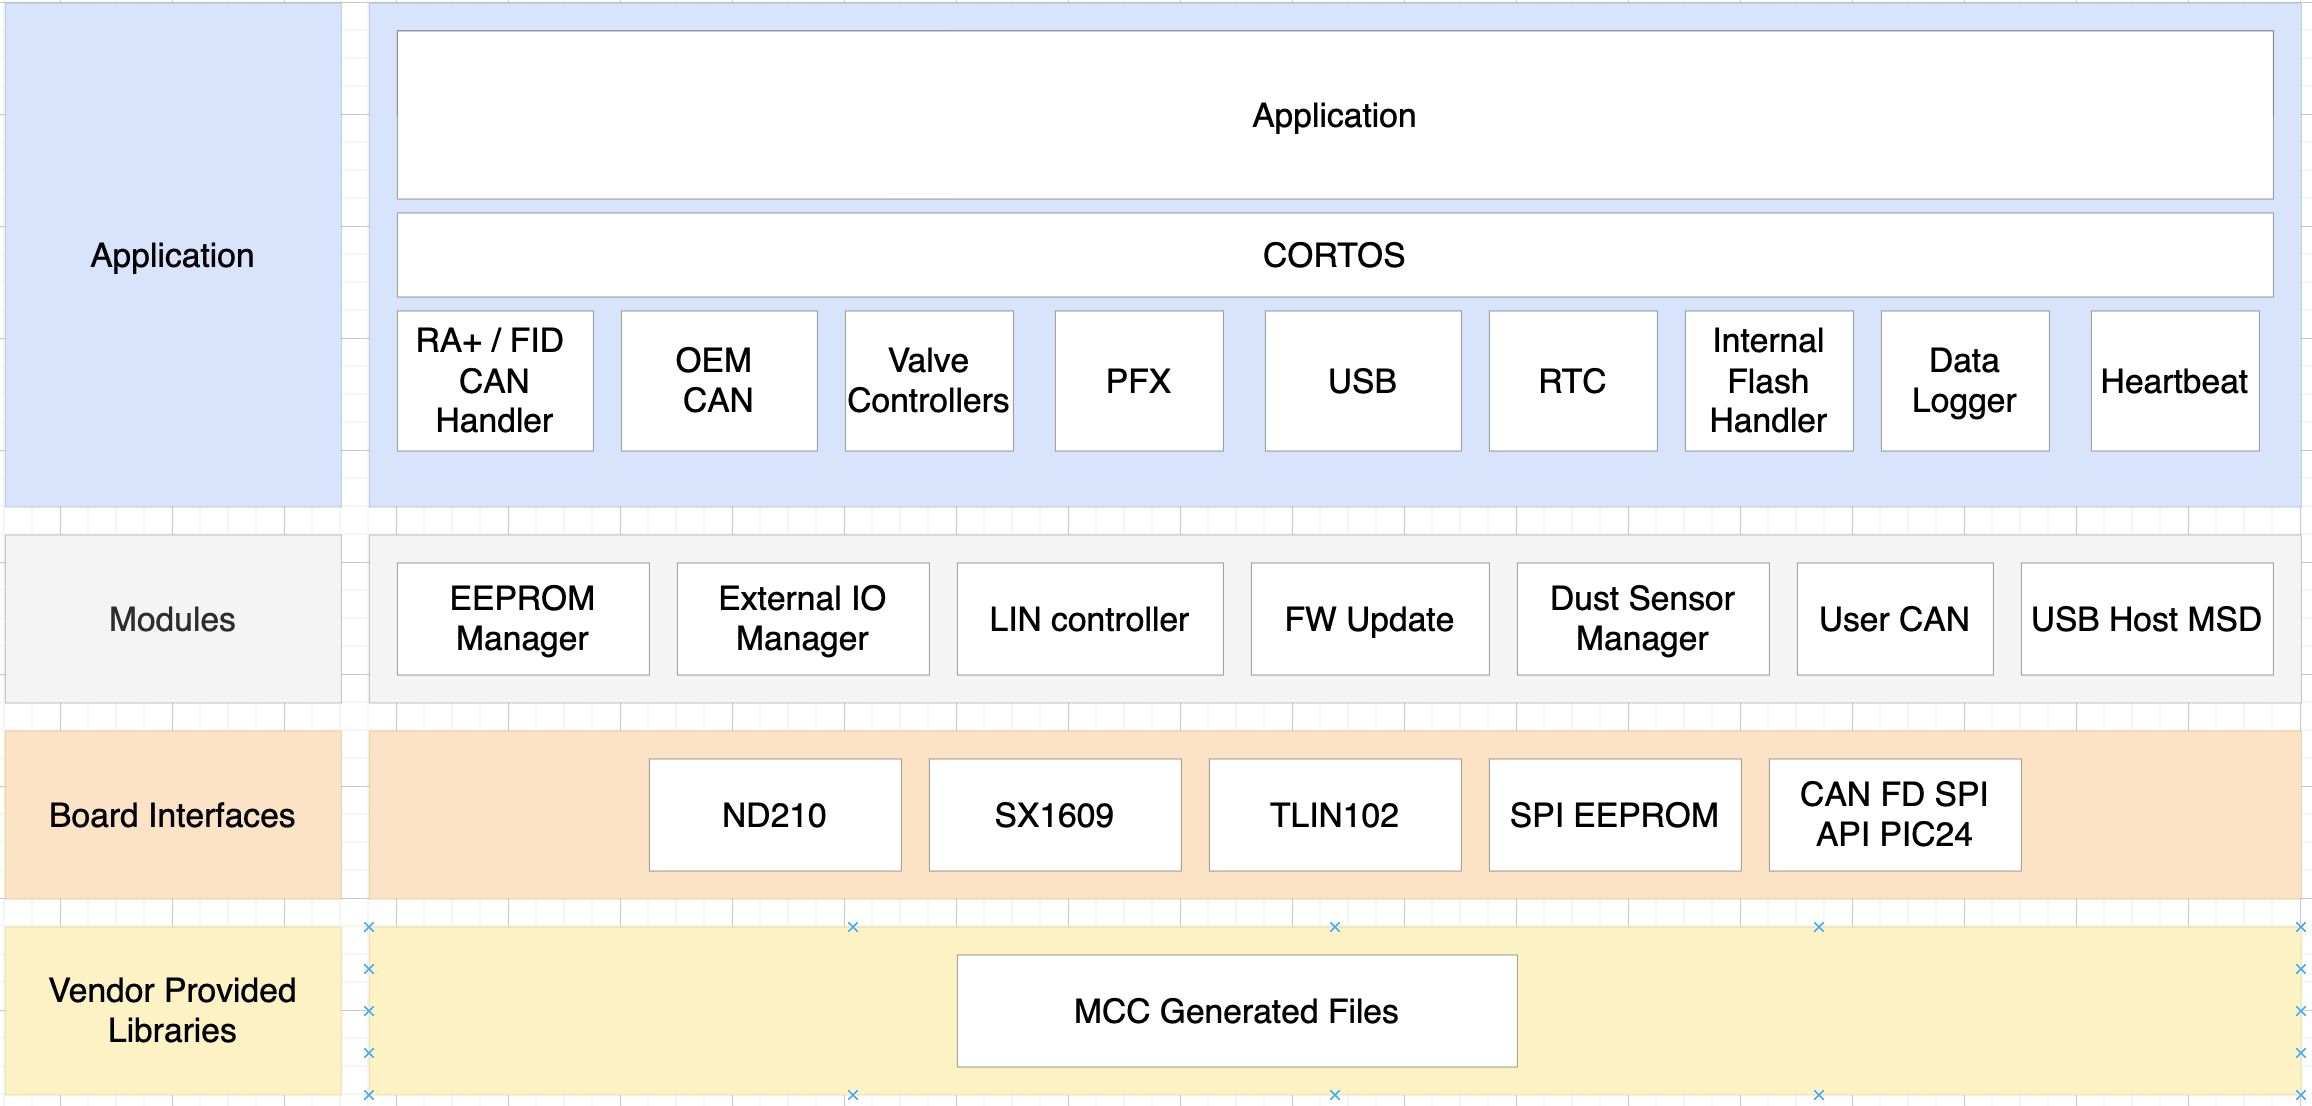 Application
Application
CORTOS
RA+ / FID
CAN
Handler
OEM
CAN
Valve
Controllers
PFX
USB
RTC
Internal
Flash
Handler
Data
Logger
Heartbeat
Modules
EEPROM
Manager
External IO
Manager
LIN controller
FW Update
Dust Sensor
Manager
User CAN
USB Host MSD
Board Interfaces
ND210
SX1609
TLIN102
SPI EEPROM
CAN FD SPI
API PIC24
Vendor Provided
Libraries
MCC Generated Files